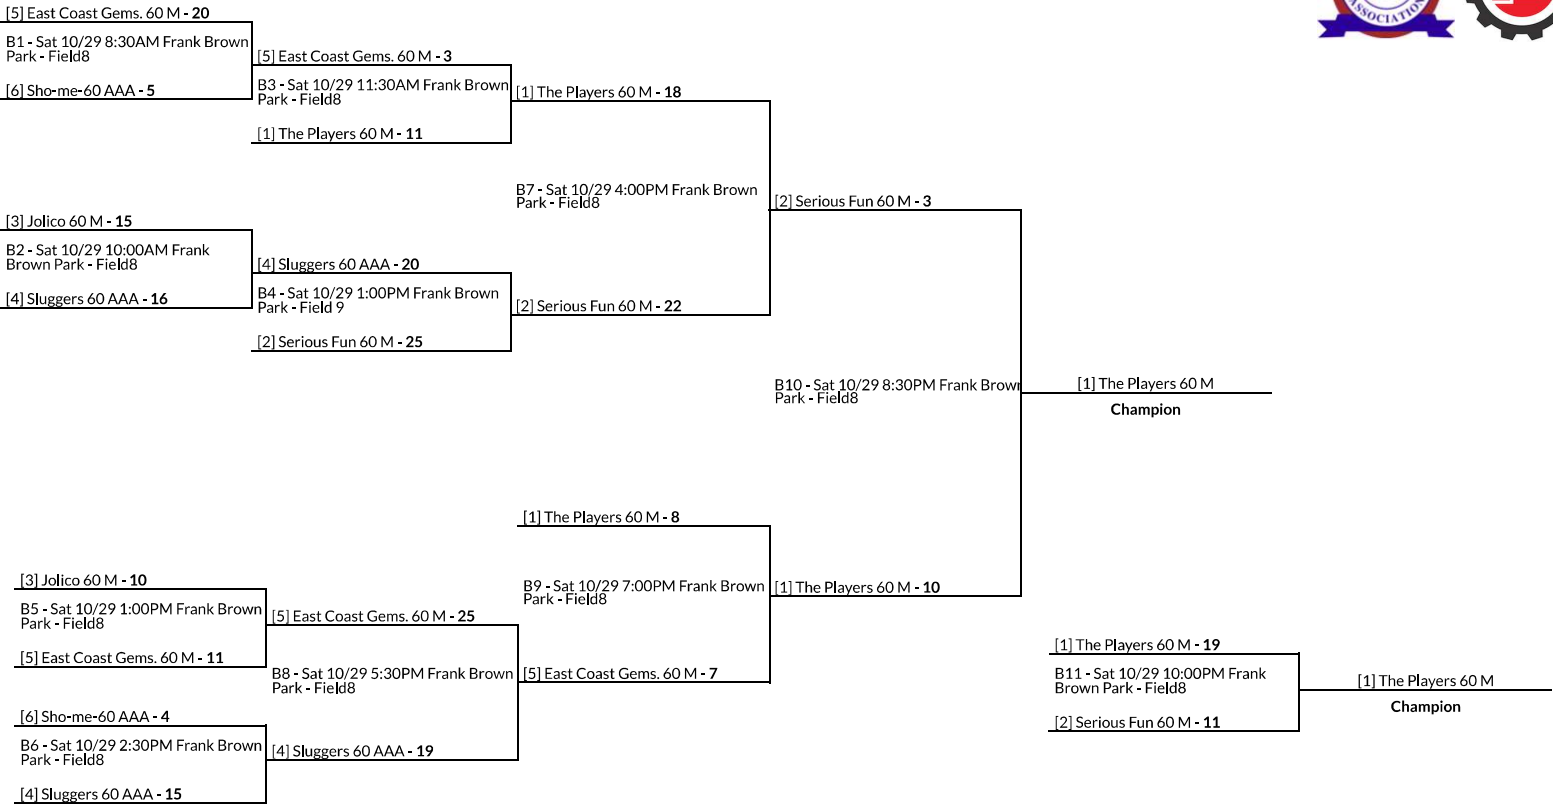 [5] East Coast Gems. 60 M - 20
B1 - Sat 10/29 8:30AM Frank Brown
Park - Field8
[6] Sho-me-60 AAA - 5
[5] East Coast Gems. 60 M - 3
B3 - Sat 10/29 11:30AM Frank Brown
Park - Field8
[1] The Players 60 M - 11
[1] The Players 60 M - 18
B7 - Sat 10/29 4:00PM Frank Brown
Park - Field8
[2] Serious Fun 60 M - 3
[3] Jolico 60 M - 15
B2 - Sat 10/29 10:00AM Frank
Brown Park - Field8
[4] Sluggers 60 AAA - 16
[4] Sluggers 60 AAA - 20
B4 - Sat 10/29 1:00PM Frank Brown
Park - Field 9
[2] Serious Fun 60 M - 25
[2] Serious Fun 60 M - 22
B10 - Sat 10/29 8:30PM Frank Brown
Park - Field8
[1] The Players 60 M
Champion
[1] The Players 60 M - 8
B9 - Sat 10/29 7:00PM Frank Brown
Park - Field8
[1] The Players 60 M - 10
[3] Jolico 60 M - 10
B5 - Sat 10/29 1:00PM Frank Brown
Park - Field8
[5] East Coast Gems. 60 M - 11
[5] East Coast Gems. 60 M - 25
B8 - Sat 10/29 5:30PM Frank Brown
Park - Field8
[5] East Coast Gems. 60 M - 7
[6] Sho-me-60 AAA - 4
B6 - Sat 10/29 2:30PM Frank Brown
Park - Field8
[4] Sluggers 60 AAA - 15
[4] Sluggers 60 AAA - 19
[1] The Players 60 M - 19
B11 - Sat 10/29 10:00PM Frank
Brown Park - Field8
[2] Serious Fun 60 M - 11
[1] The Players 60 M
Champion
ASSOCIATION